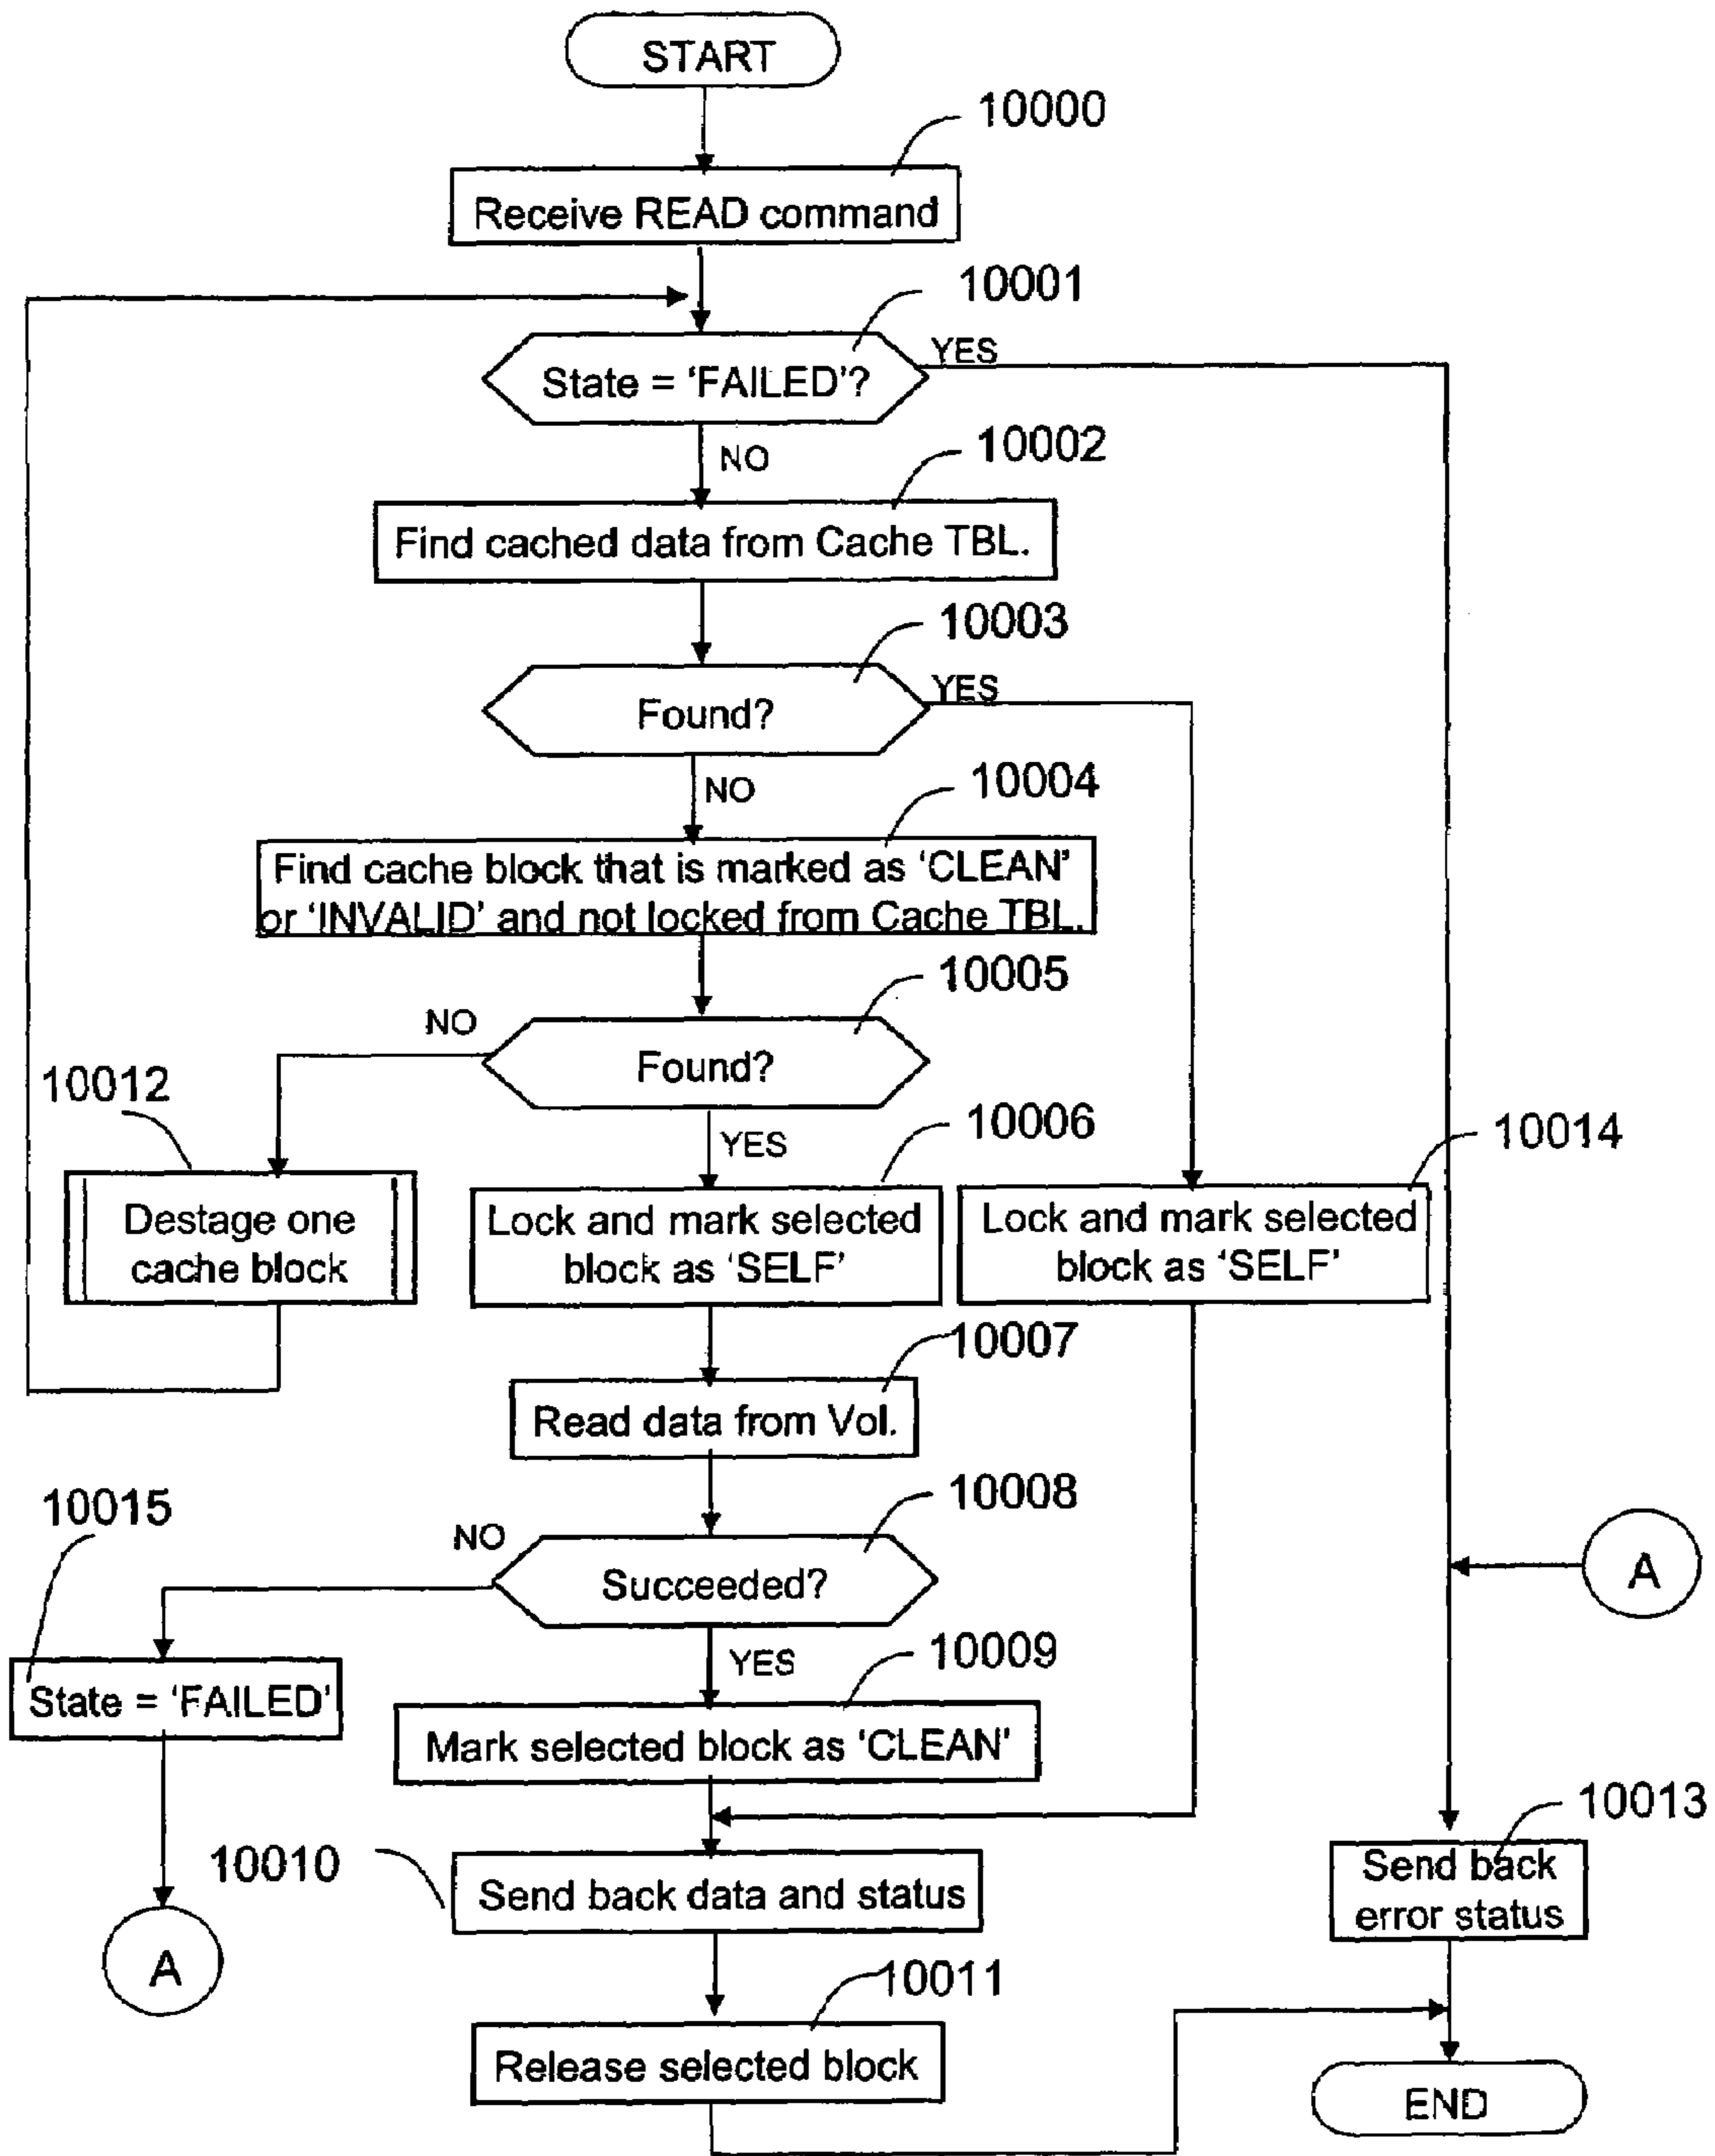 START
10000
Receive READ command
10001
State = ‘FAILED’?
YES
NO
10002
Find cached data from Cache TBL.
10003
Found?
YES
NO
10004
Find cache block that is marked as ‘CLEAN’
or ‘INVALID’ and not locked from Cache TBL.
10005
NO
Found?
10012
YES
10006
10014
Destage one
cache block
Lock and mark selected
block as ‘SELF’
Lock and mark selected
block as ‘SELF’
10007
Read data from Vol.
10015
10008
NO
Succeeded?
A
YES
10009
State = ‘FAILED’
Mark selected block as ‘CLEAN’
10013
10010
Send back data and status
Send back
error status
A
10011
Release selected block
END